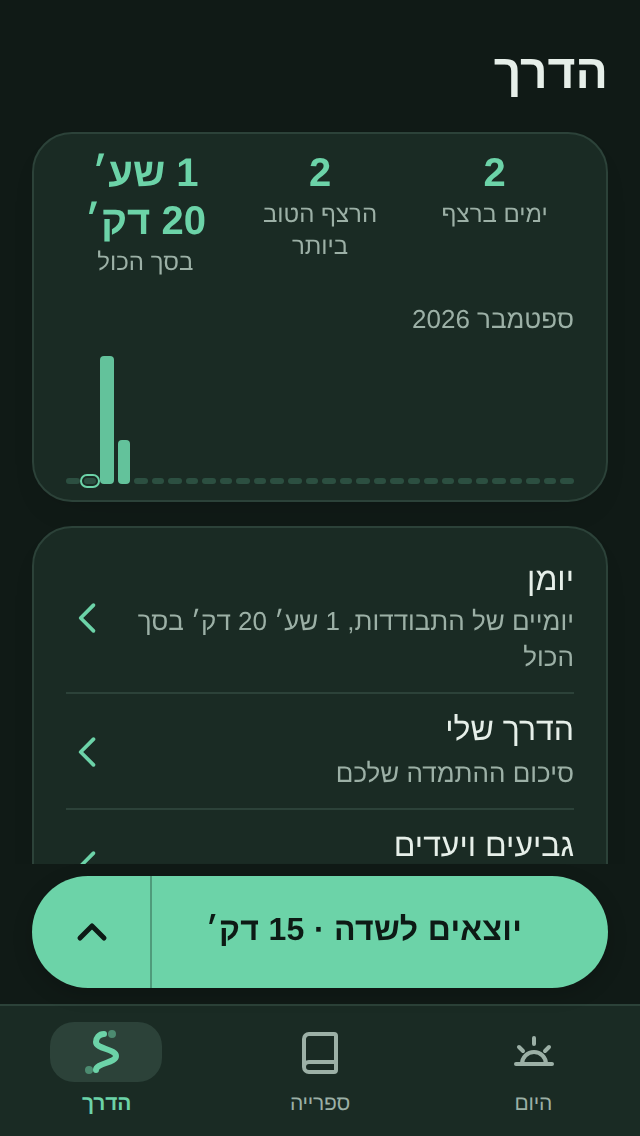 הדרך
2
ימים ברצף
2
הרצף הטוב
ביותר
1 שע׳
20 דק׳
בסך הכול
ספטמבר 2026
יומן
יומיים של התבודדות, 1 שע׳ 20 דק׳ בסך
הכול
הדרך שלי
סיכום ההתמדה שלכם
גביעים ויעדים
יוצאים לשדה · 15 דק׳
היום
ספרייה
הדרך